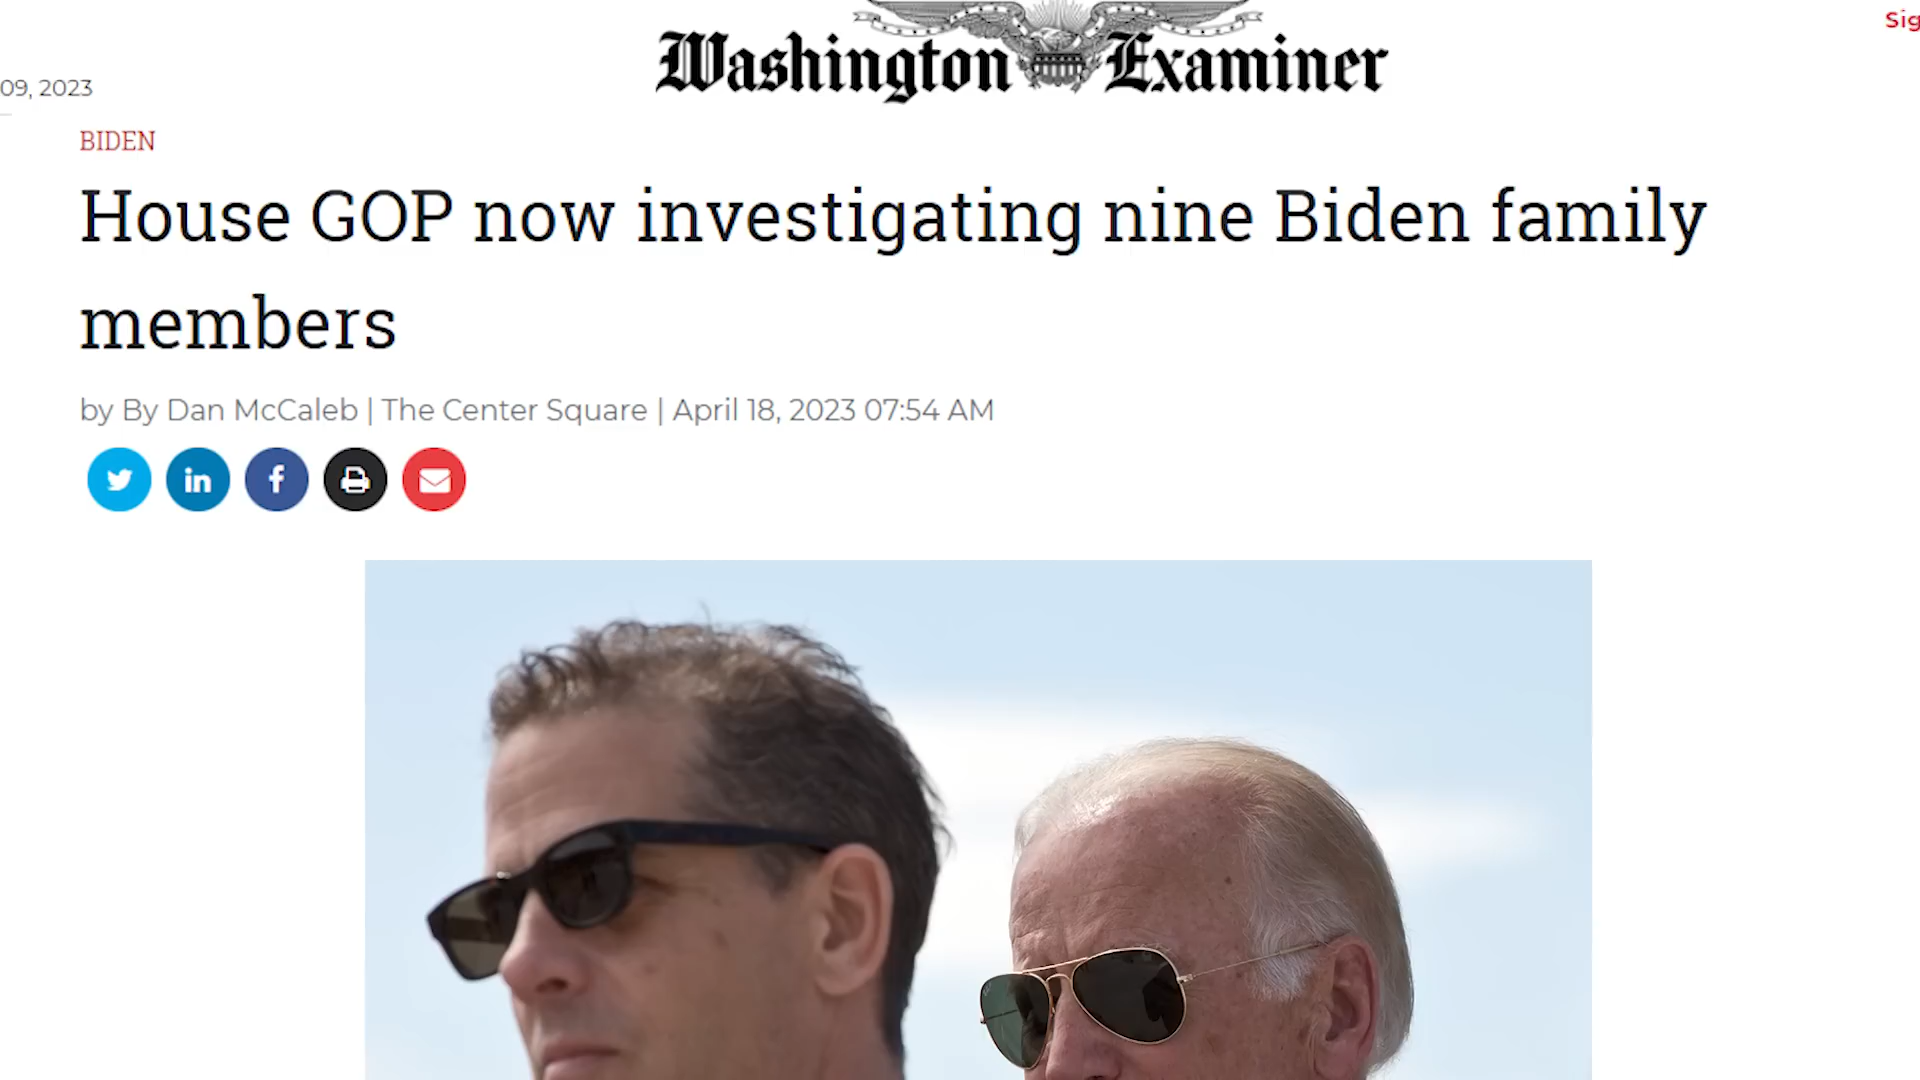 Washington Examiner
Sig
09, 2023
BIDEN
House GOP now investigating nine Biden family
members
by By Dan McCaleb | The Center Square | April 18, 2023 07:54 AM
in
f